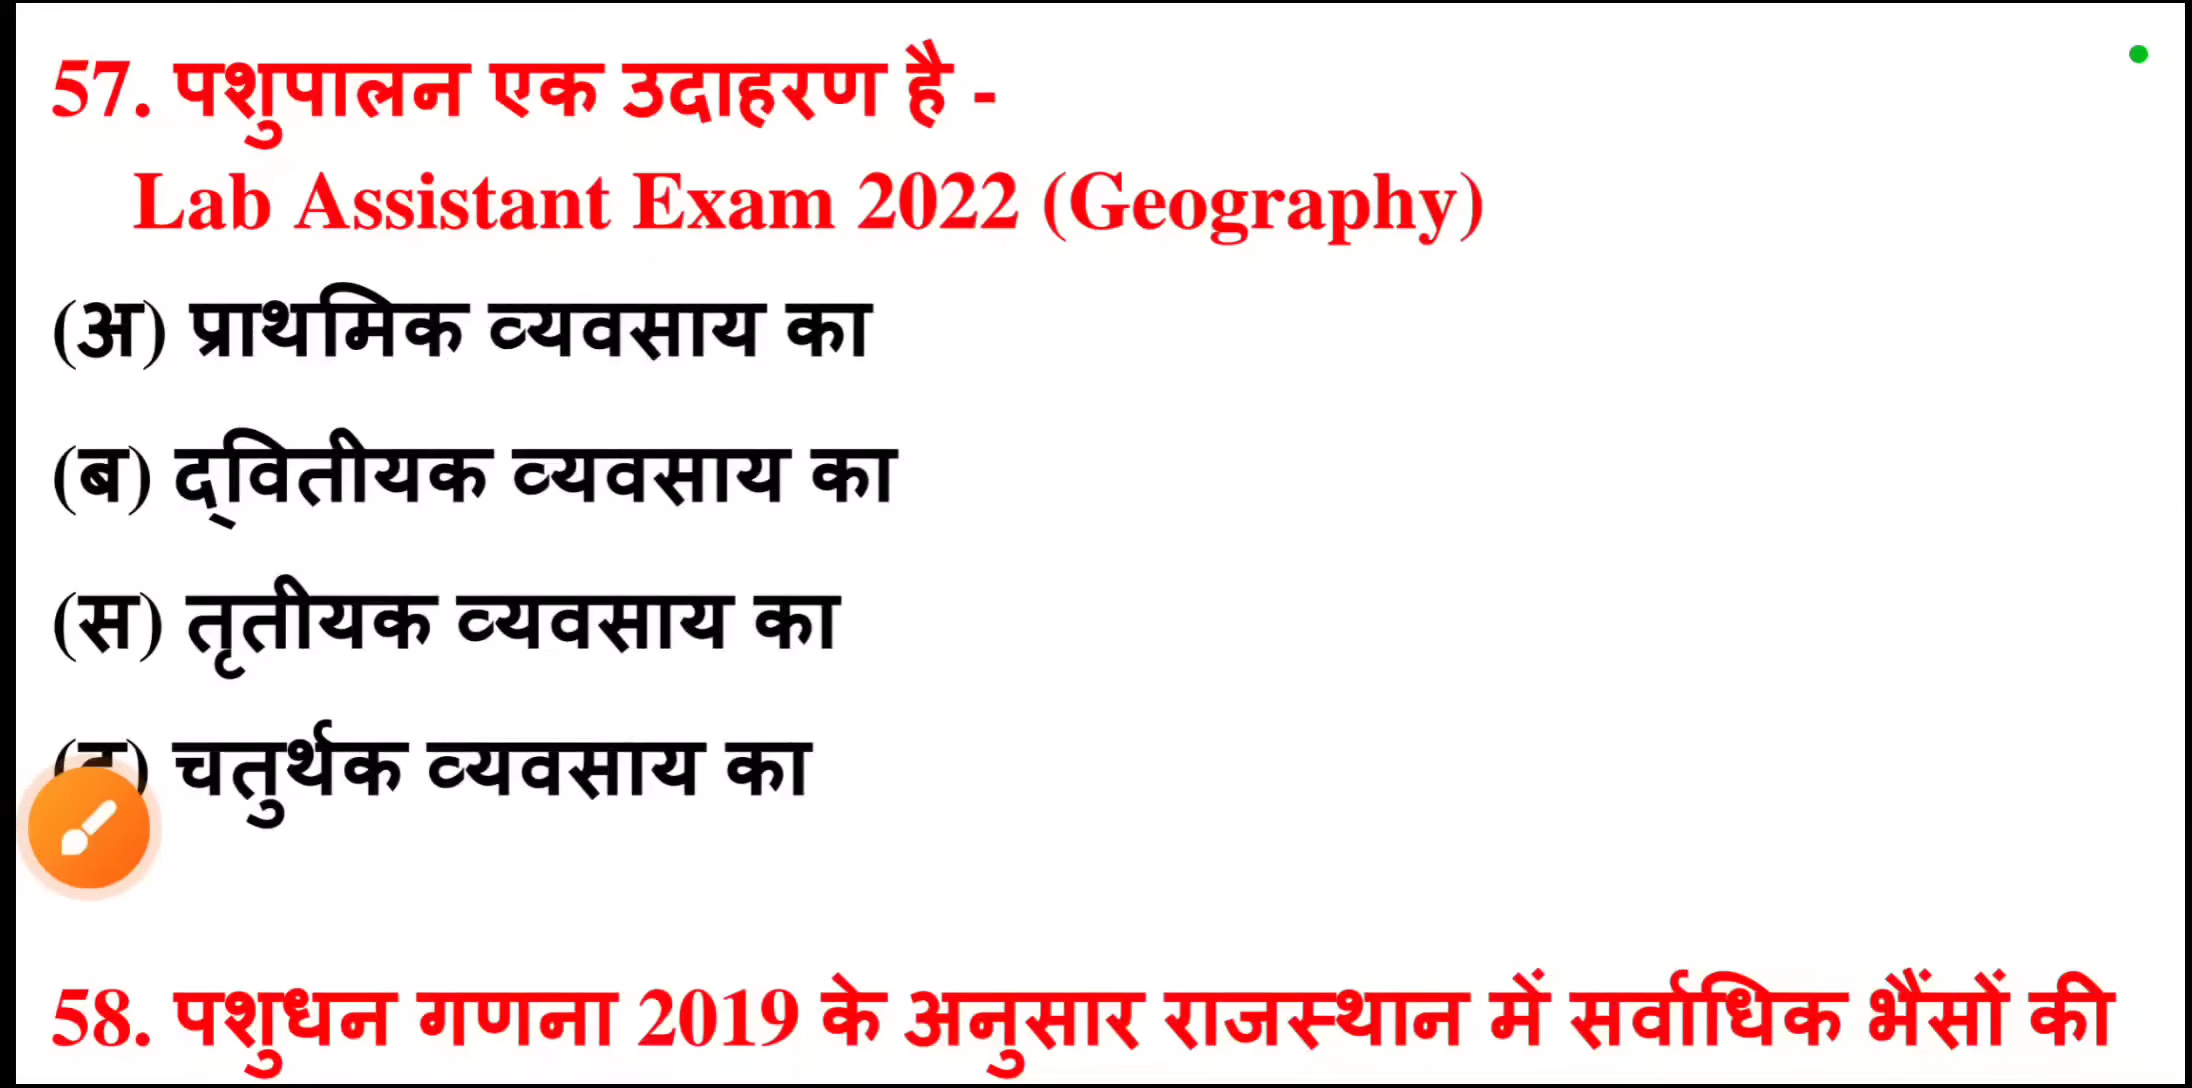 57. पशुपालन एक उदाहरण है -
Lab Assistant Exam 2022 (Geography)
(अ) प्राथमिक व्यवसाय का
(ब) द्वितीयक व्यवसाय का
(स) तृतीयक व्यवसाय का
चतुर्थक व्यवसाय का
58. पशुधन गणना 2019 के अनुसार राजस्थान में सर्वाधिक भैंसों की